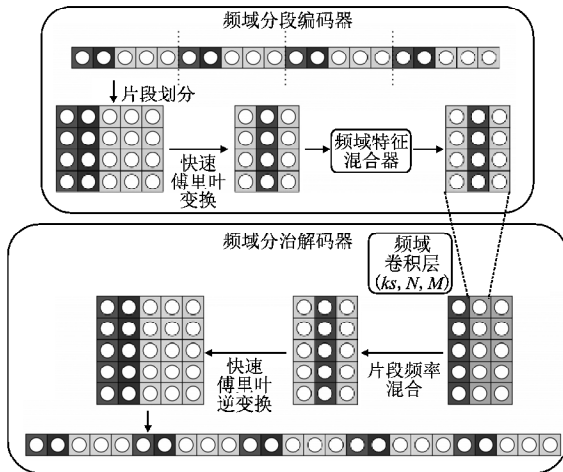 频域分段编码器
片段划分
快速
傅里叶
变换
频域特征
混合器
频域分治解码器
频域
卷积层
(ks, N, M)
快速
傅里叶
逆变换
片段频率
混合